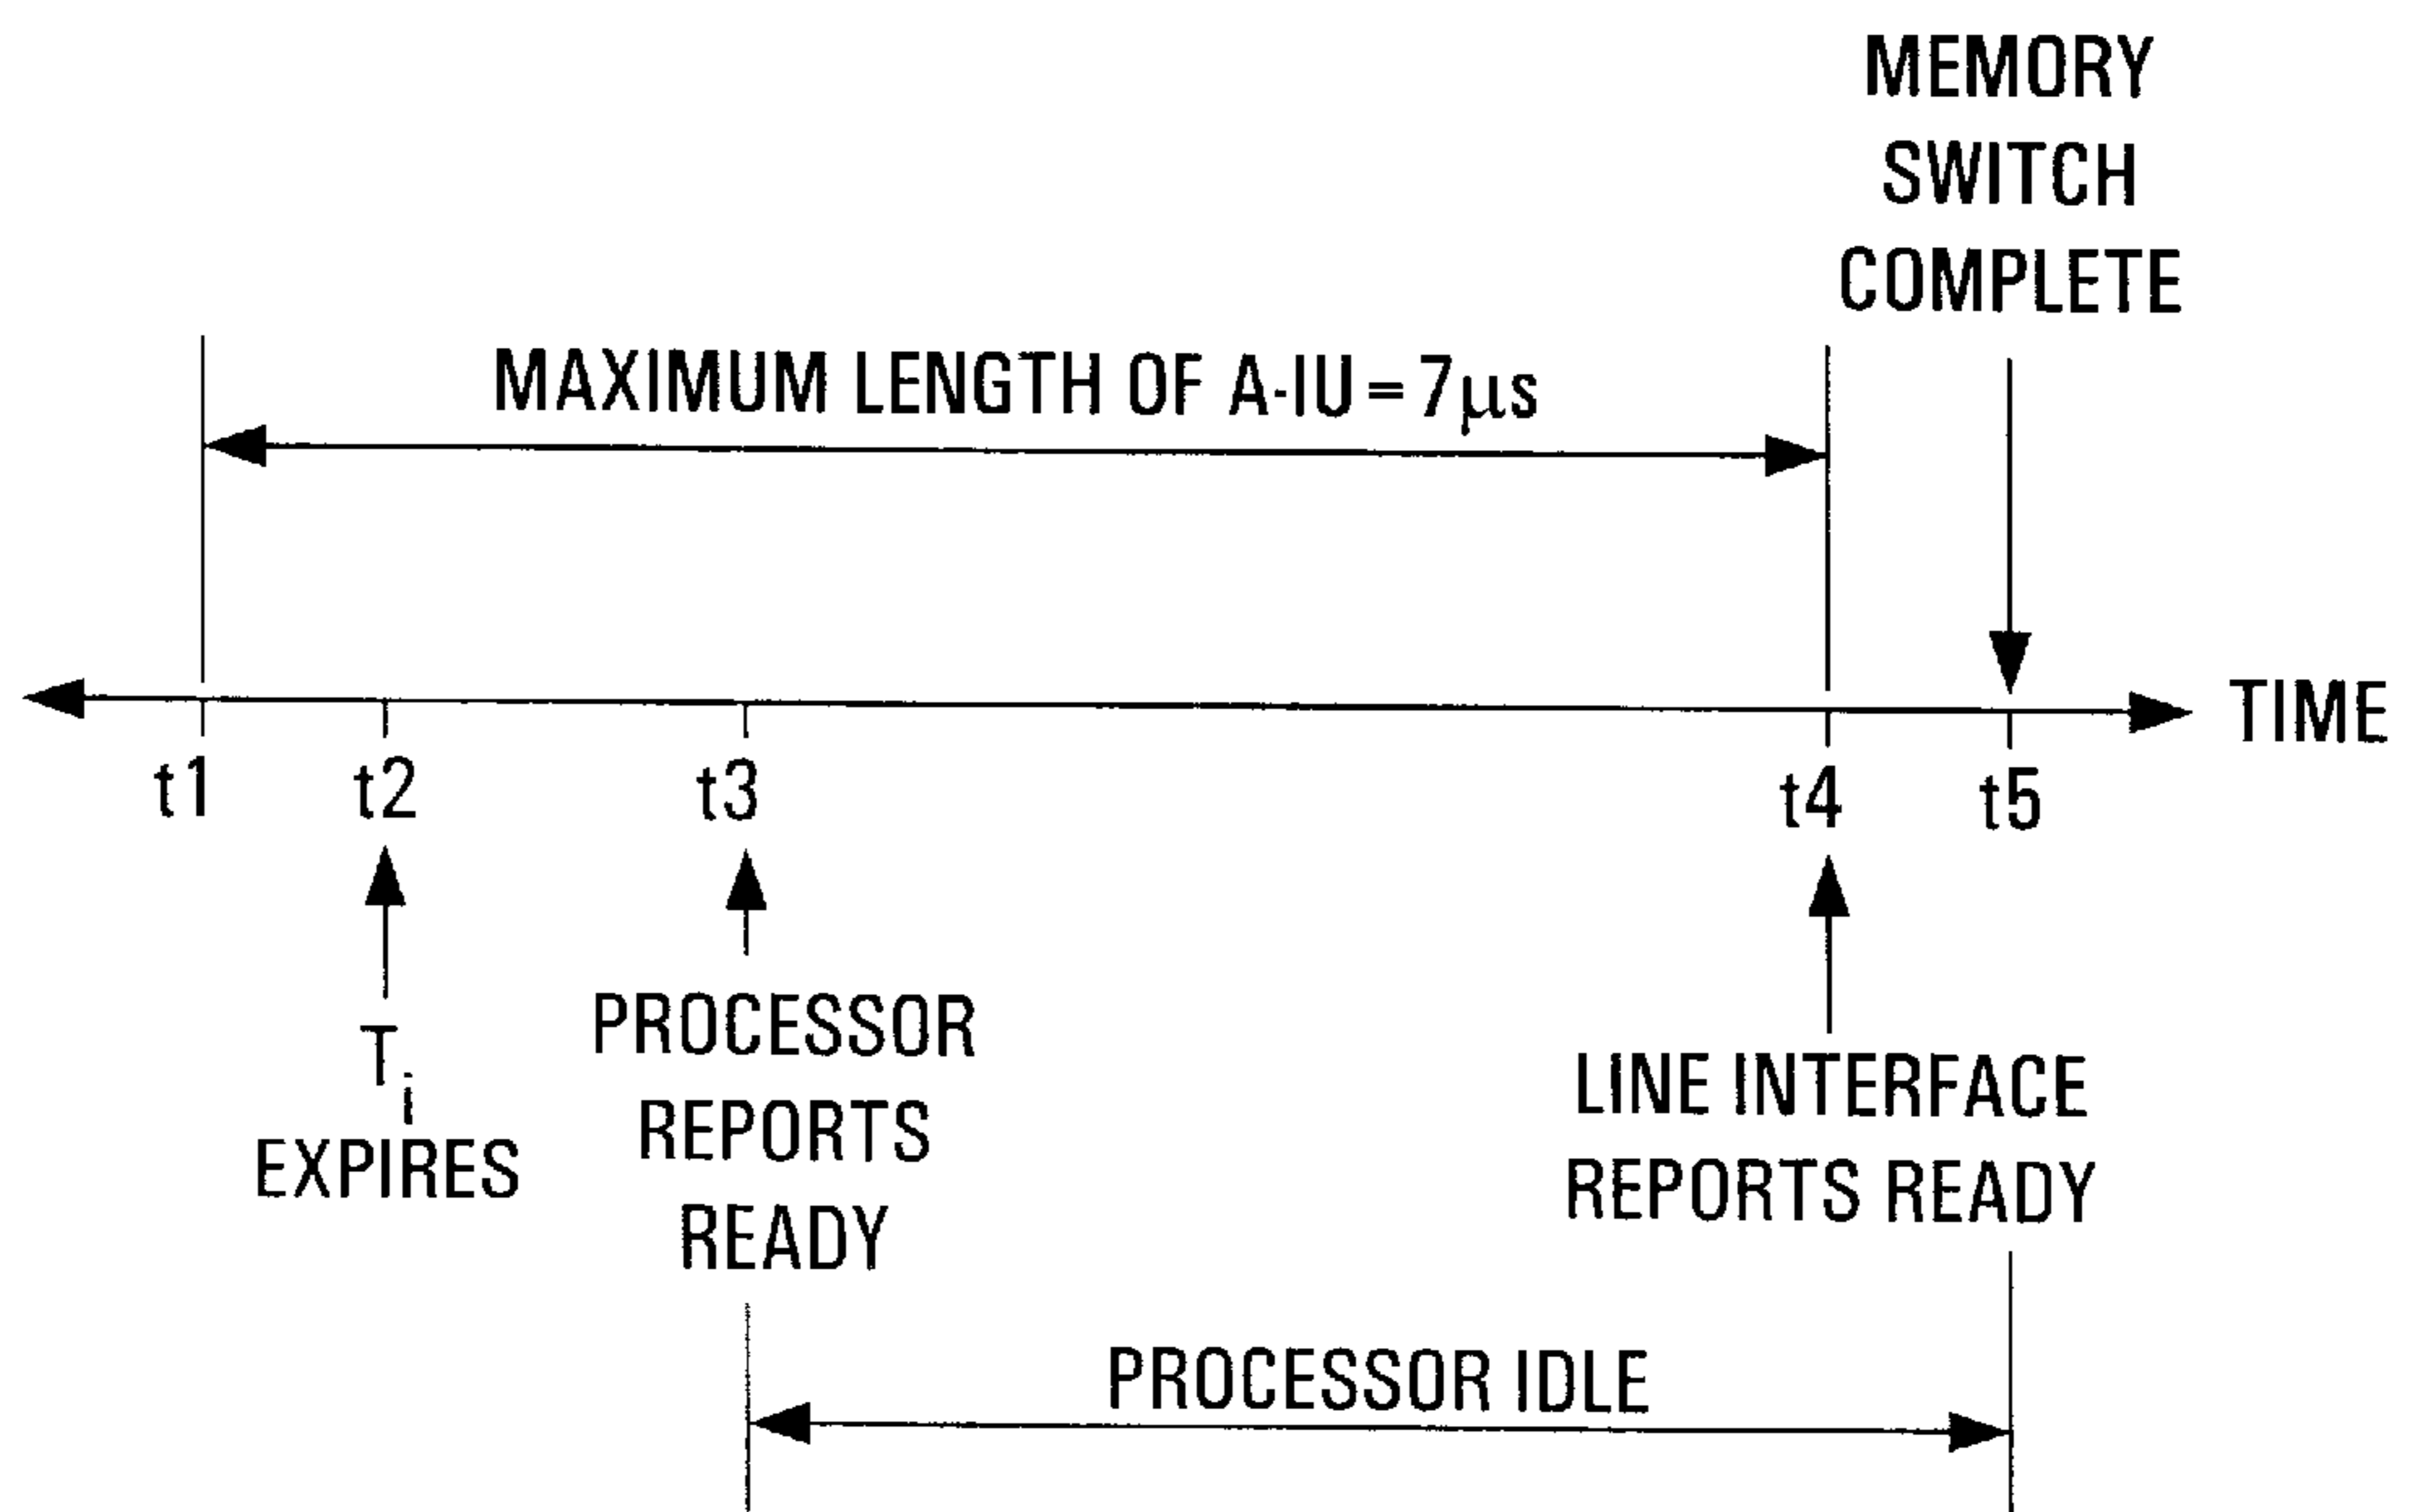 MEMORY
SWITCH
COMPLETE
MAXIMUM LENGTH OF A-IU = 7μs
TIME
t1 t2 t3 t4 t5
Ti
EXPIRES
PROCESSOR
REPORTS
READY
LINE INTERFACE
REPORTS READY
PROCESSOR IDLE